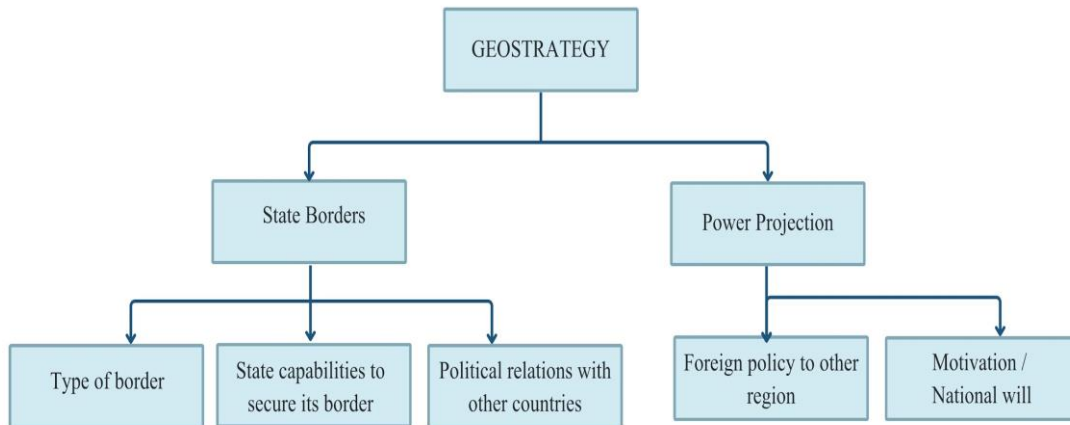 GEOSTRATEGY
State Borders
Power Projection
Type of border
State capabilities to
secure its border
Political relations with
other countries
Foreign policy to other
region
Motivation /
National will